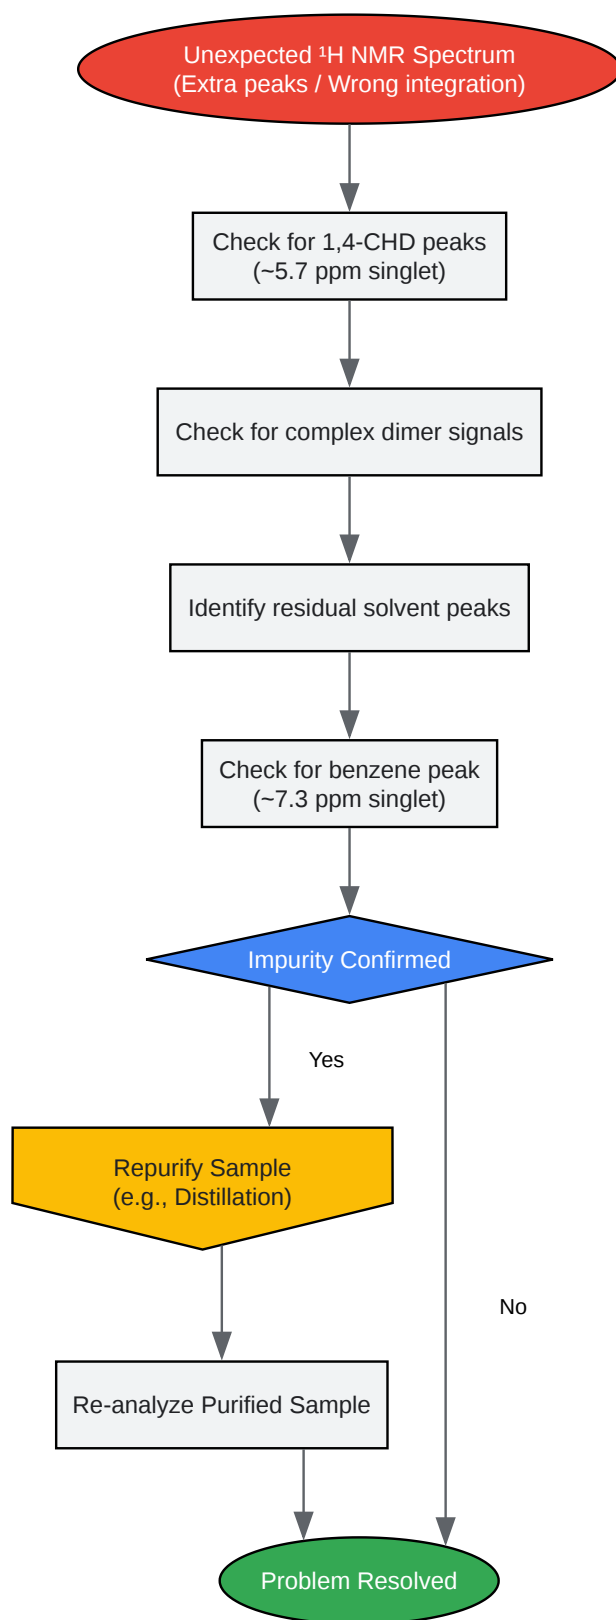 Unexpected ¹H NMR Spectrum
(Extra peaks / Wrong integration)
Check for 1,4-CHD peaks
(~5.7 ppm singlet)
Check for complex dimer signals
Identify residual solvent peaks
Check for benzene peak
(~7.3 ppm singlet)
Impurity Confirmed
Yes
Repurify Sample
(e.g., Distillation)
No
Re-analyze Purified Sample
Problem Resolved